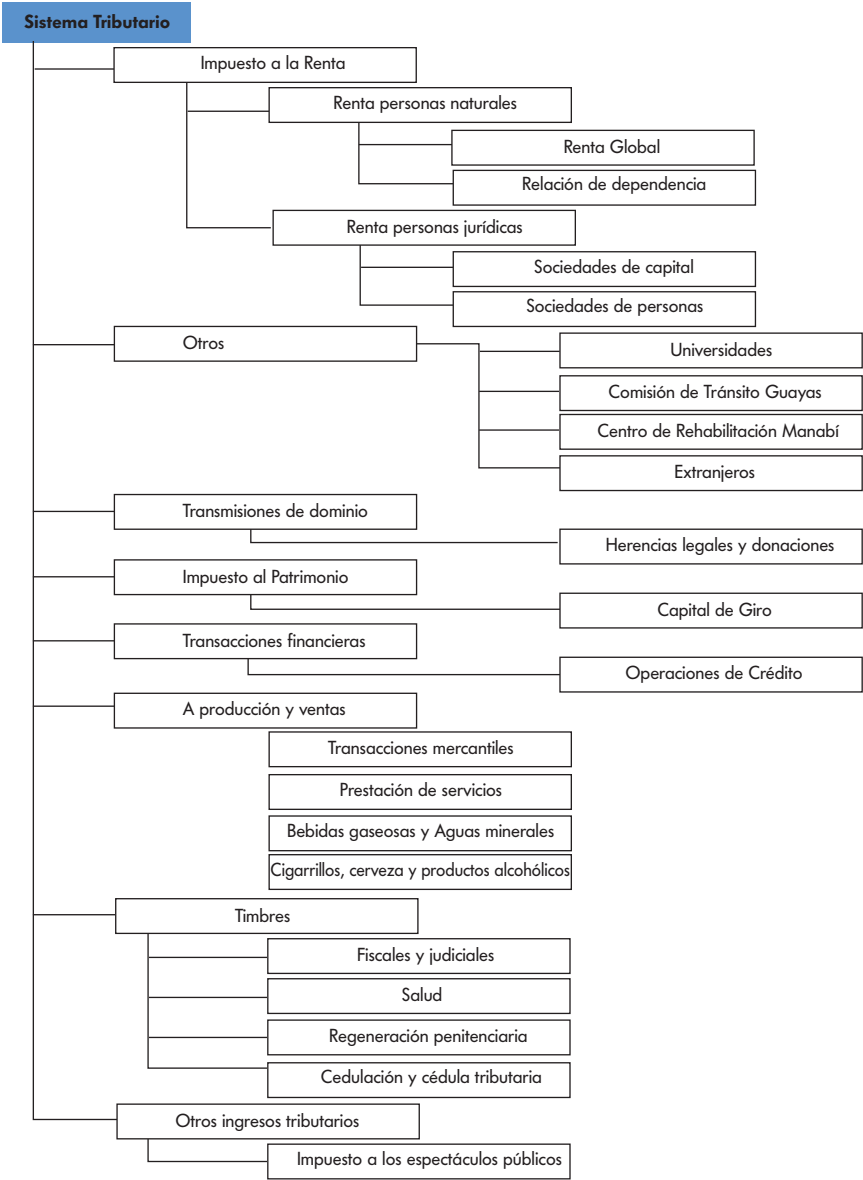 Sistema Tributario
Impuesto a la Renta
Renta personas naturales
Renta Global
Relación de dependencia
Renta personas jurídicas
Sociedades de capital
Sociedades de personas
Otros
Universidades
Comisión de Tránsito Guayas
Centro de Rehabilitación Manabí
Extranjeros
Transmisiones de dominio
Herencias legales y donaciones
Impuesto al Patrimonio
Capital de Giro
Transacciones financieras
Operaciones de Crédito
A producción y ventas
Transacciones mercantiles
Prestación de servicios
Bebidas gaseosas y Aguas minerales
Cigarrillos, cerveza y productos alcohólicos
Timbres
Fiscales y judiciales
Salud
Regeneración penitenciaria
Cedulación y cédula tributaria
Otros ingresos tributarios
Impuesto a los espectáculos públicos